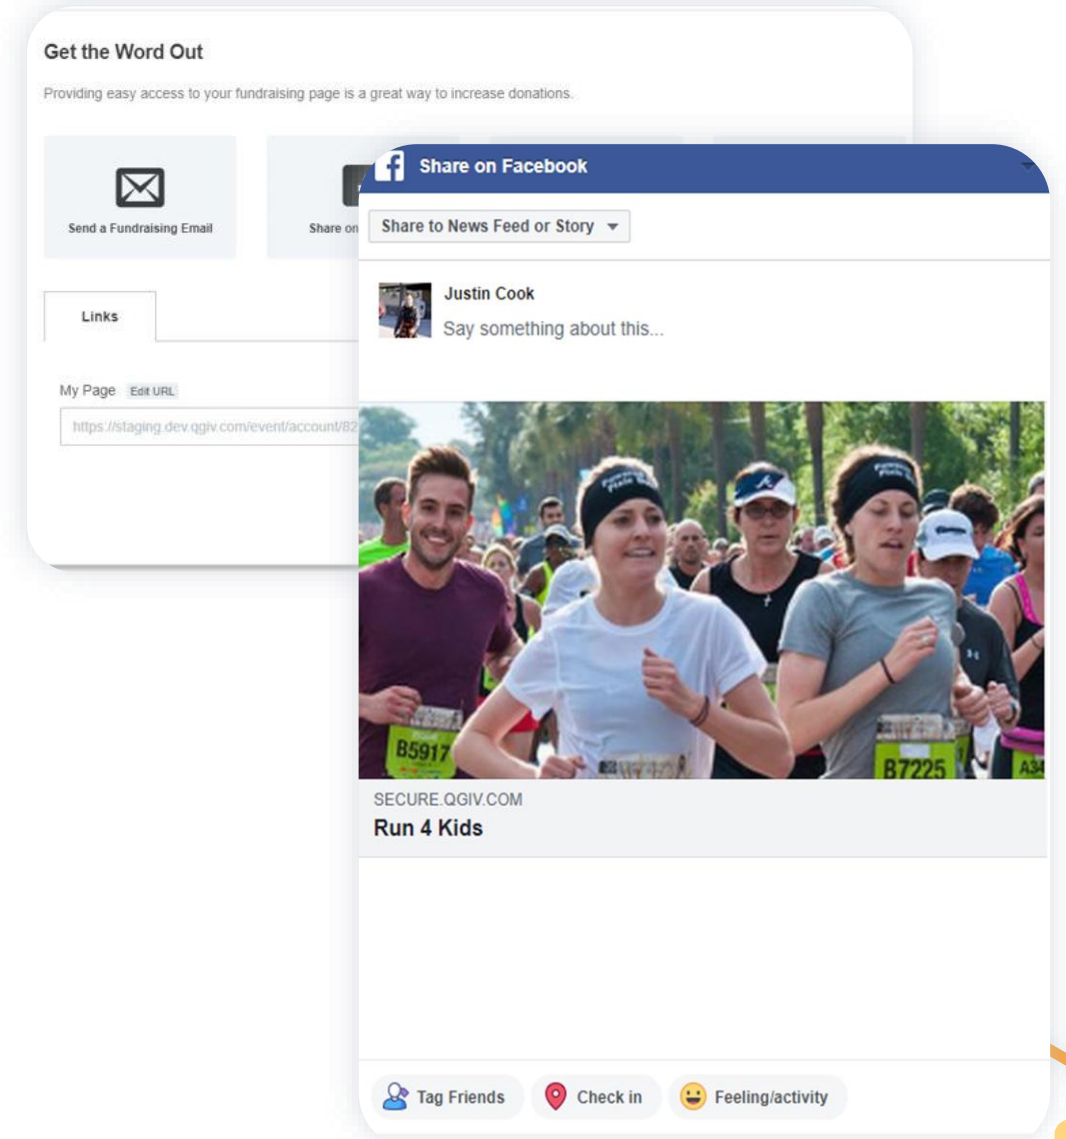 Get the Word Out
Providing easy access to your fundraising page is a great way to increase donations.
Send a Fundraising Email
Share on
Links
My Page Edit URL
https://staging.dev.qgiv.com/event/account/82
Share on Facebook
Share to News Feed or Story
Justin Cook
Say something about this...
B5917
B7225
A34
SECURE.QGIV.COM
Run 4 Kids
Tag Friends
Check in
Feeling/activity